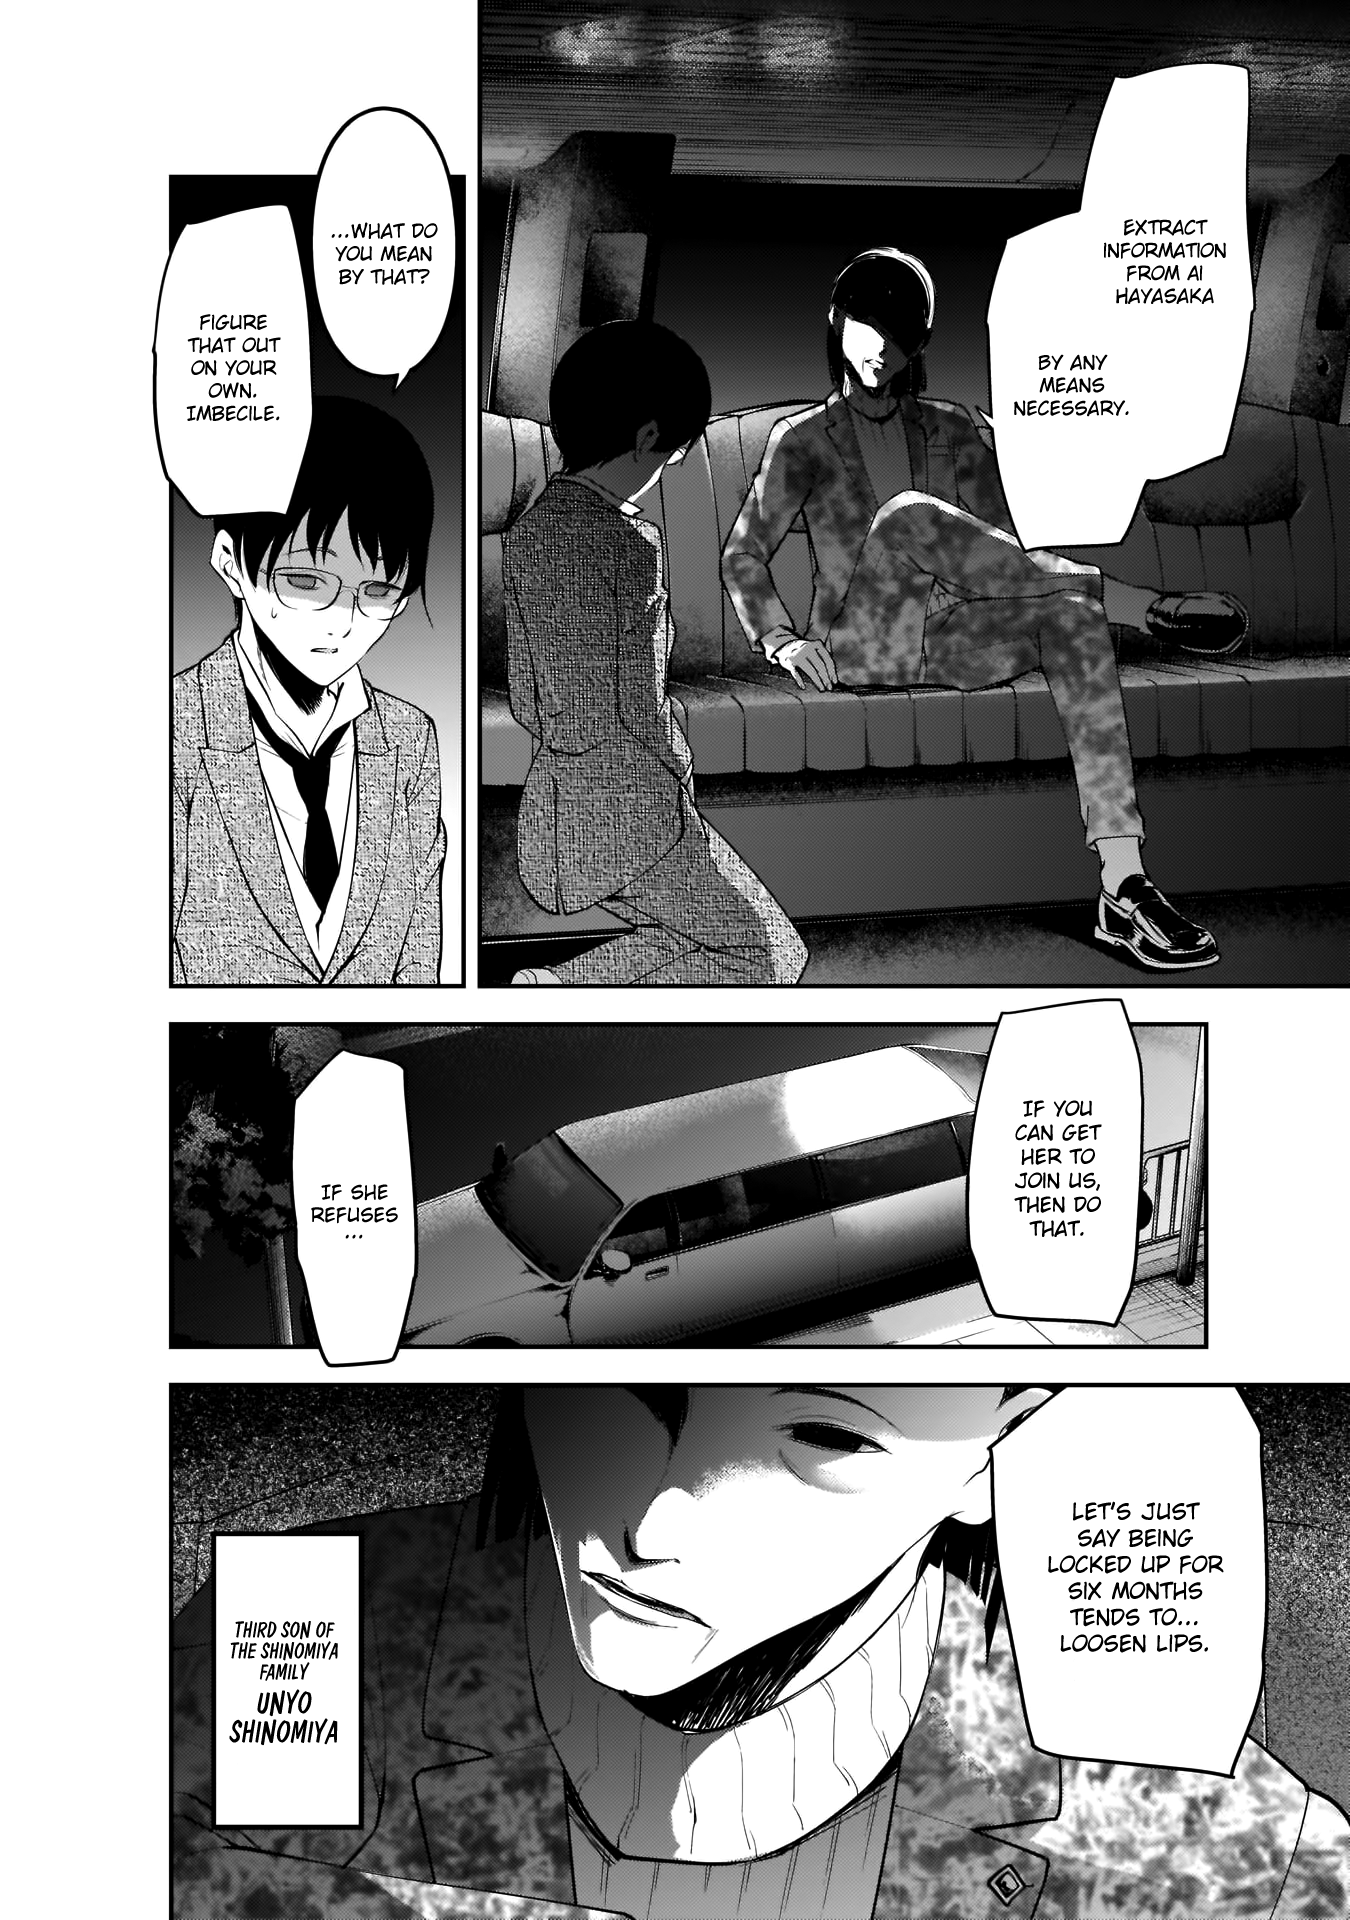 EXTRACT
INFORMATION
FROM AI
HAYASAKA
BY ANY
MEANS
NECESSARY.
...WHAT DO
YOU MEAN
BY THAT?
FIGURE
THAT OUT
ON YOUR
OWN.
IMBECILE.
IF YOU
CAN GET
HER TO
JOIN US,
THEN DO
THAT.
IF SHE
REFUSES
...
LET'S JUST
SAY BEING
LOCKED UP FOR
SIX MONTHS
TENDS TO...
LOOSEN LIPS.
THIRD SON OF
THE SHINOMIYA
FAMILY
UNYO
SHINOMIYA